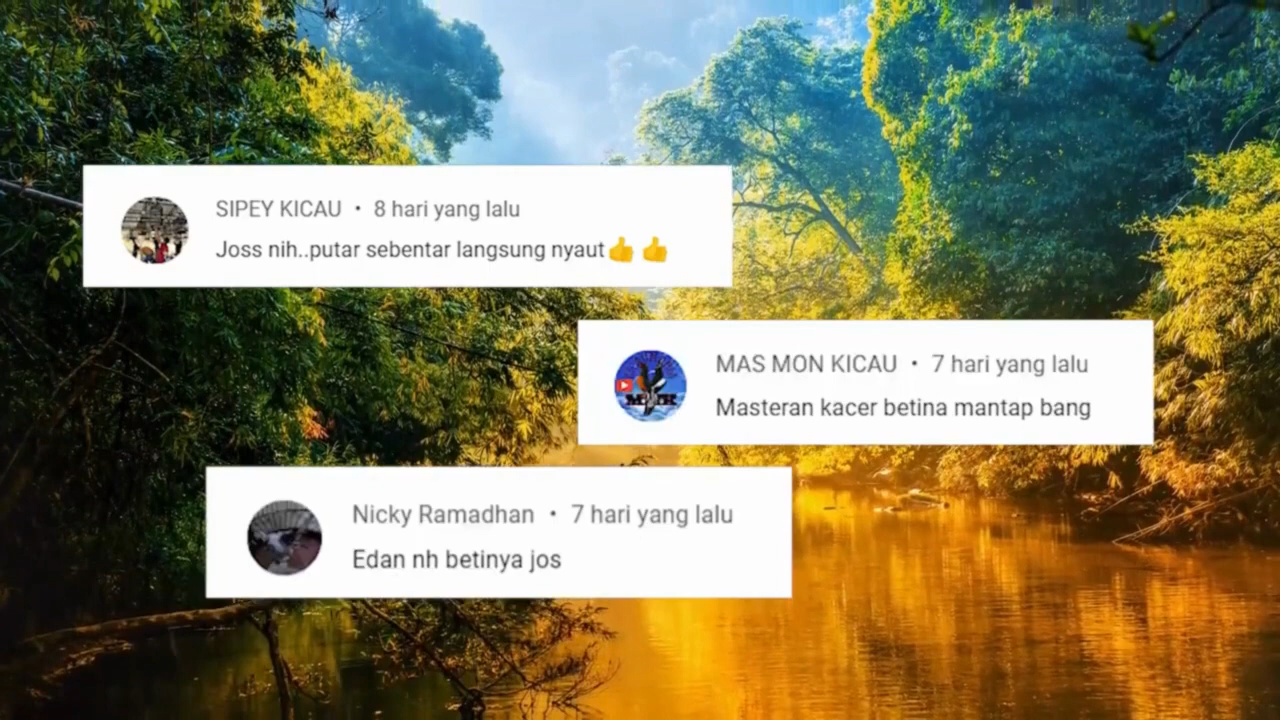 SIPEY KICAU • 8 hari yang lalu
Joss nih..putar sebentar langsung nyaut👍 👍
MAS MON KICAU • 7 hari yang lalu
Masteran kacer betina mantap bang
Nicky Ramadhan • 7 hari yang lalu
Edan nh betinya jos